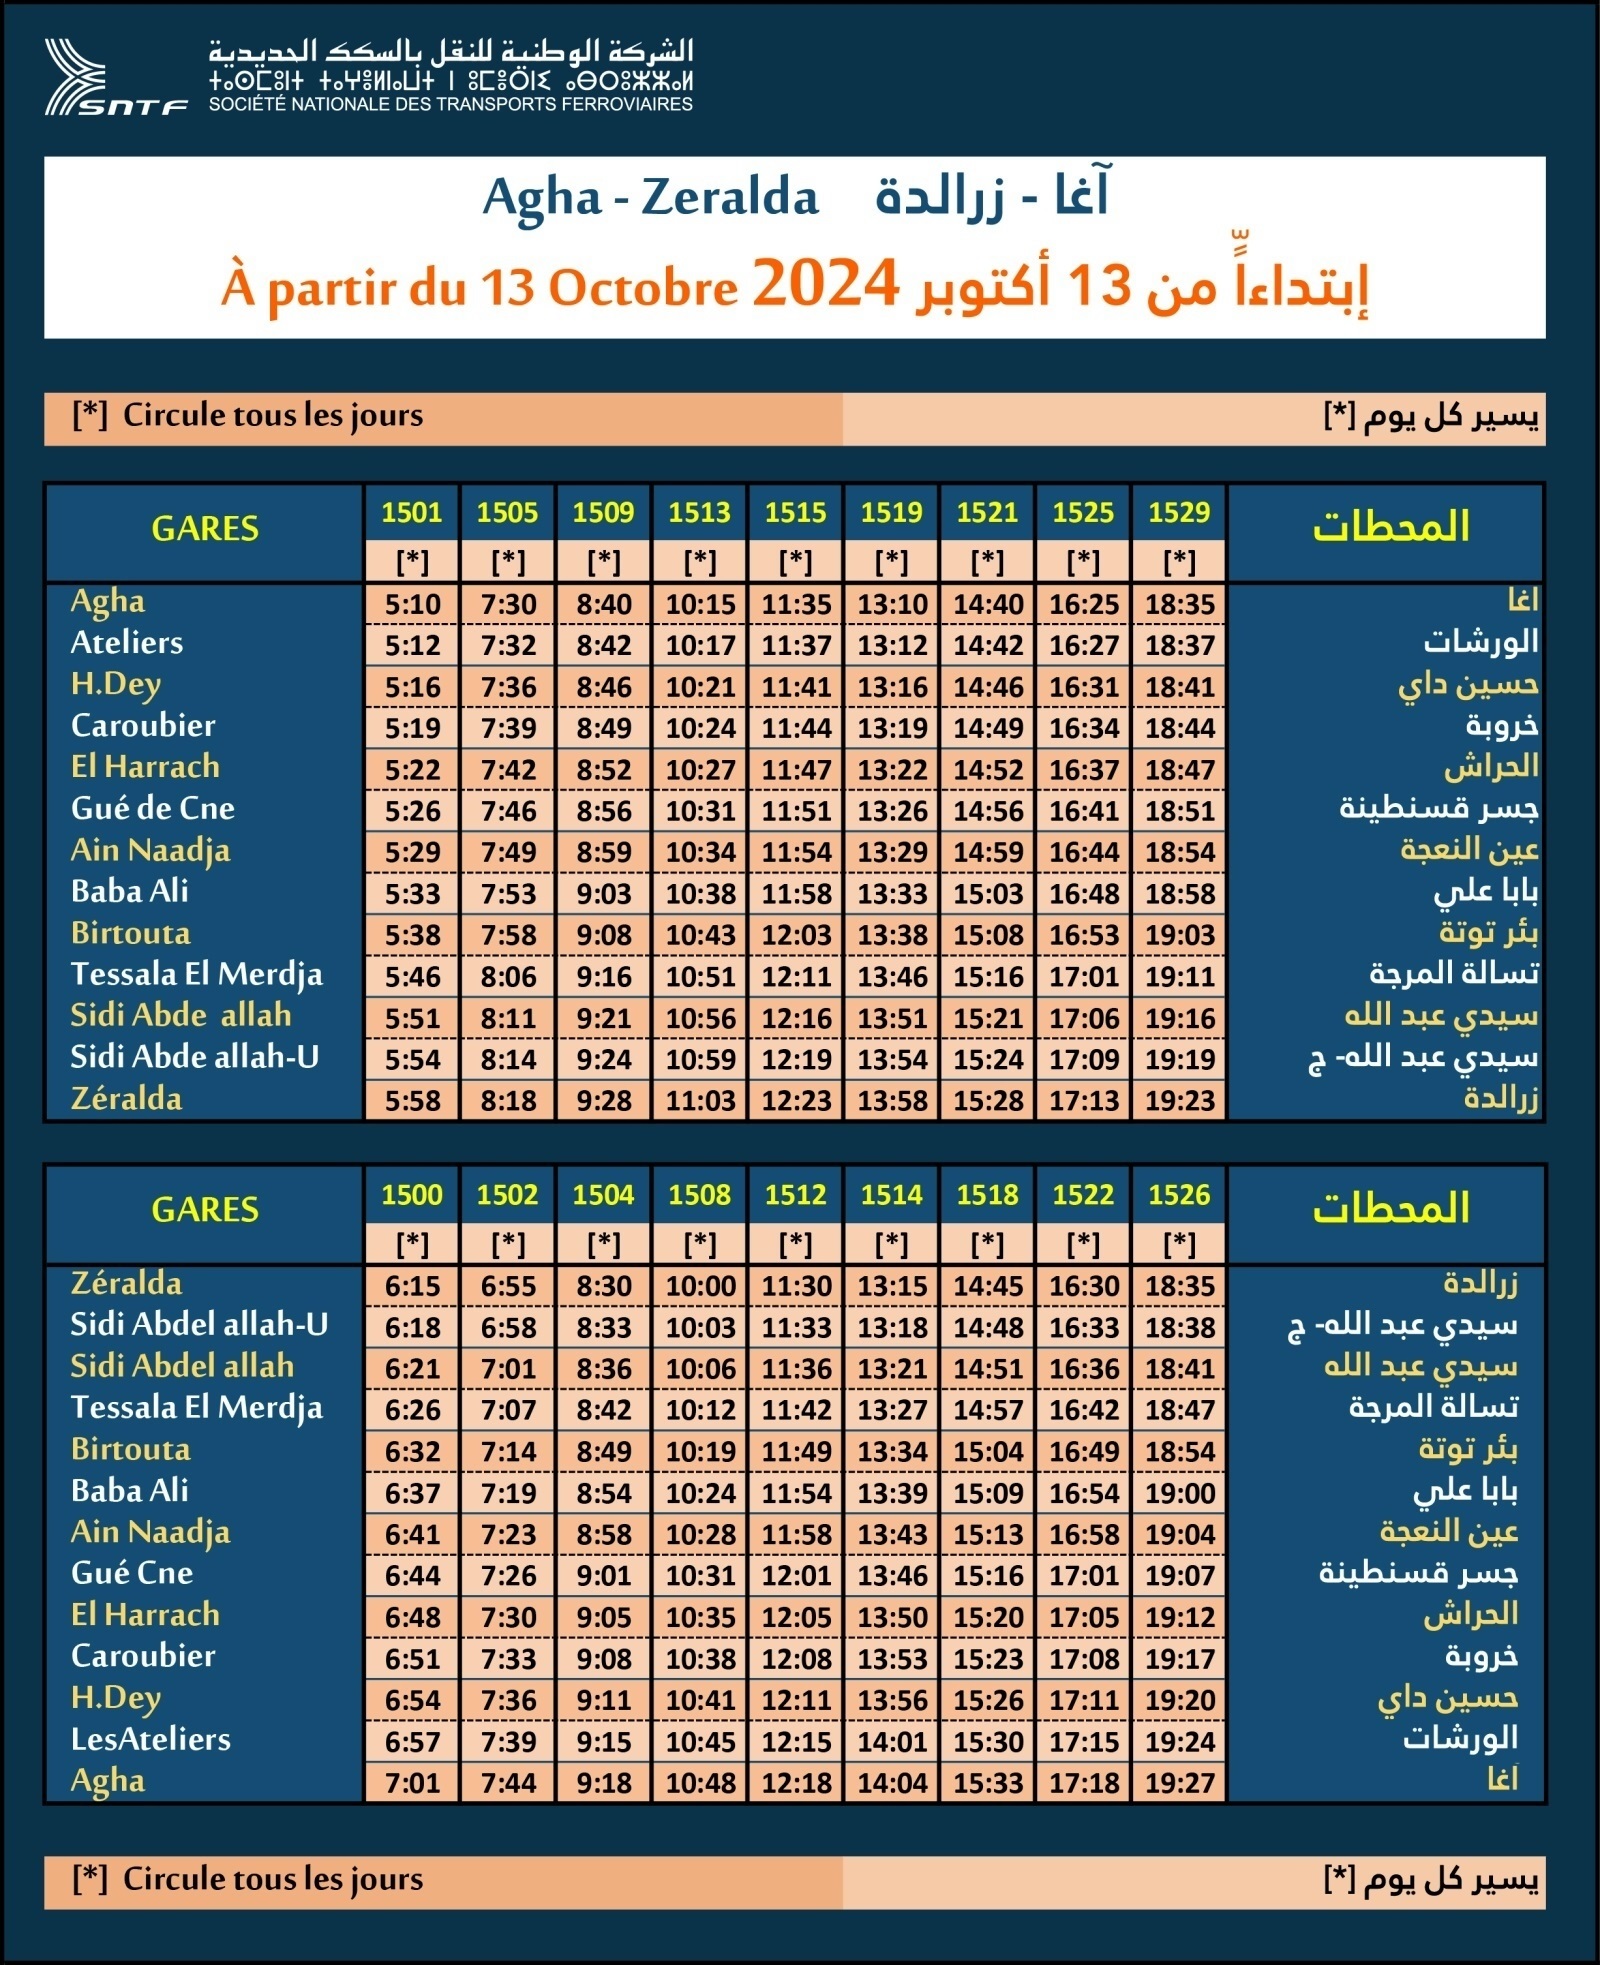 الشركة الوطنية للنقل بالسكك الحديدية
ⵜⴰⵙⵎⵓⵏⵜ ⵜⴰⵖⵓⵍⵏⴰⵡⵜ ⵏ ⵓⵎⵓⵔⵏⵉ ⴰⴱⵔⵓⵣⵣⴰⵍ
SNTF SOCIÉTÉ NATIONALE DES TRANSPORTS FERROVIAIRES
Agha - Zeralda آغا - زرالدة
À partir du 13 Octobre 2024 إبتداءاً من 13 أكتوبر
[*] Circule tous les jours يسير كل يوم [*]
GARES 1501 1505 1509 1513 1515 1519 1521 1525 1529 المحطات
[*] [*] [*] [*] [*] [*] [*] [*] [*]
Agha 5:10 7:30 8:40 10:15 11:35 13:10 14:40 16:25 18:35 آغا
Ateliers 5:12 7:32 8:42 10:17 11:37 13:12 14:42 16:27 18:37 الورشات
H.Dey 5:16 7:36 8:46 10:21 11:41 13:16 14:46 16:31 18:41 حسين داي
Caroubier 5:19 7:39 8:49 10:24 11:44 13:19 14:49 16:34 18:44 خروبة
El Harrach 5:22 7:42 8:52 10:27 11:47 13:22 14:52 16:37 18:47 الحراش
Gué de Cne 5:26 7:46 8:56 10:31 11:51 13:26 14:56 16:41 18:51 جسر قسنطينة
Ain Naadja 5:29 7:49 8:59 10:34 11:54 13:29 14:59 16:44 18:54 عين النعجة
Baba Ali 5:33 7:53 9:03 10:38 11:58 13:33 15:03 16:48 18:58 بابا علي
Birtouta 5:38 7:58 9:08 10:43 12:03 13:38 15:08 16:53 19:03 بئر توتة
Tessala El Merdja 5:46 8:06 9:16 10:51 12:11 13:46 15:16 17:01 19:11 تسالة المرجة
Sidi Abde allah 5:51 8:11 9:21 10:56 12:16 13:51 15:21 17:06 19:16 سيدي عبد الله
Sidi Abde allah-U 5:54 8:14 9:24 10:59 12:19 13:54 15:24 17:09 19:19 سيدي عبد الله- ج
Zéralda 5:58 8:18 9:28 11:03 12:23 13:58 15:28 17:13 19:23 زرالدة
GARES 1500 1502 1504 1508 1512 1514 1518 1522 1526 المحطات
[*] [*] [*] [*] [*] [*] [*] [*] [*]
Zéralda 6:15 6:55 8:30 10:00 11:30 13:15 14:45 16:30 18:35 زرالدة
Sidi Abdel allah-U 6:18 6:58 8:33 10:03 11:33 13:18 14:48 16:33 18:38 سيدي عبد الله- ج
Sidi Abdel allah 6:21 7:01 8:36 10:06 11:36 13:21 14:51 16:36 18:41 سيدي عبد الله
Tessala El Merdja 6:26 7:07 8:42 10:12 11:42 13:27 14:57 16:42 18:47 تسالة المرجة
Birtouta 6:32 7:14 8:49 10:19 11:49 13:34 15:04 16:49 18:54 بئر توتة
Baba Ali 6:37 7:19 8:54 10:24 11:54 13:39 15:09 16:54 19:00 بابا علي
Ain Naadja 6:41 7:23 8:58 10:28 11:58 13:43 15:13 16:58 19:04 عين النعجة
Gué Cne 6:44 7:26 9:01 10:31 12:01 13:46 15:16 17:01 19:07 جسر قسنطينة
El Harrach 6:48 7:30 9:05 10:35 12:05 13:50 15:20 17:05 19:12 الحراش
Caroubier 6:51 7:33 9:08 10:38 12:08 13:53 15:23 17:08 19:17 خروبة
H.Dey 6:54 7:36 9:11 10:41 12:11 13:56 15:26 17:11 19:20 حسين داي
LesAteliers 6:57 7:39 9:15 10:45 12:15 14:01 15:30 17:15 19:24 الورشات
Agha 7:01 7:44 9:18 10:48 12:18 14:04 15:33 17:18 19:27 آغا
[*] Circule tous les jours يسير كل يوم [*]